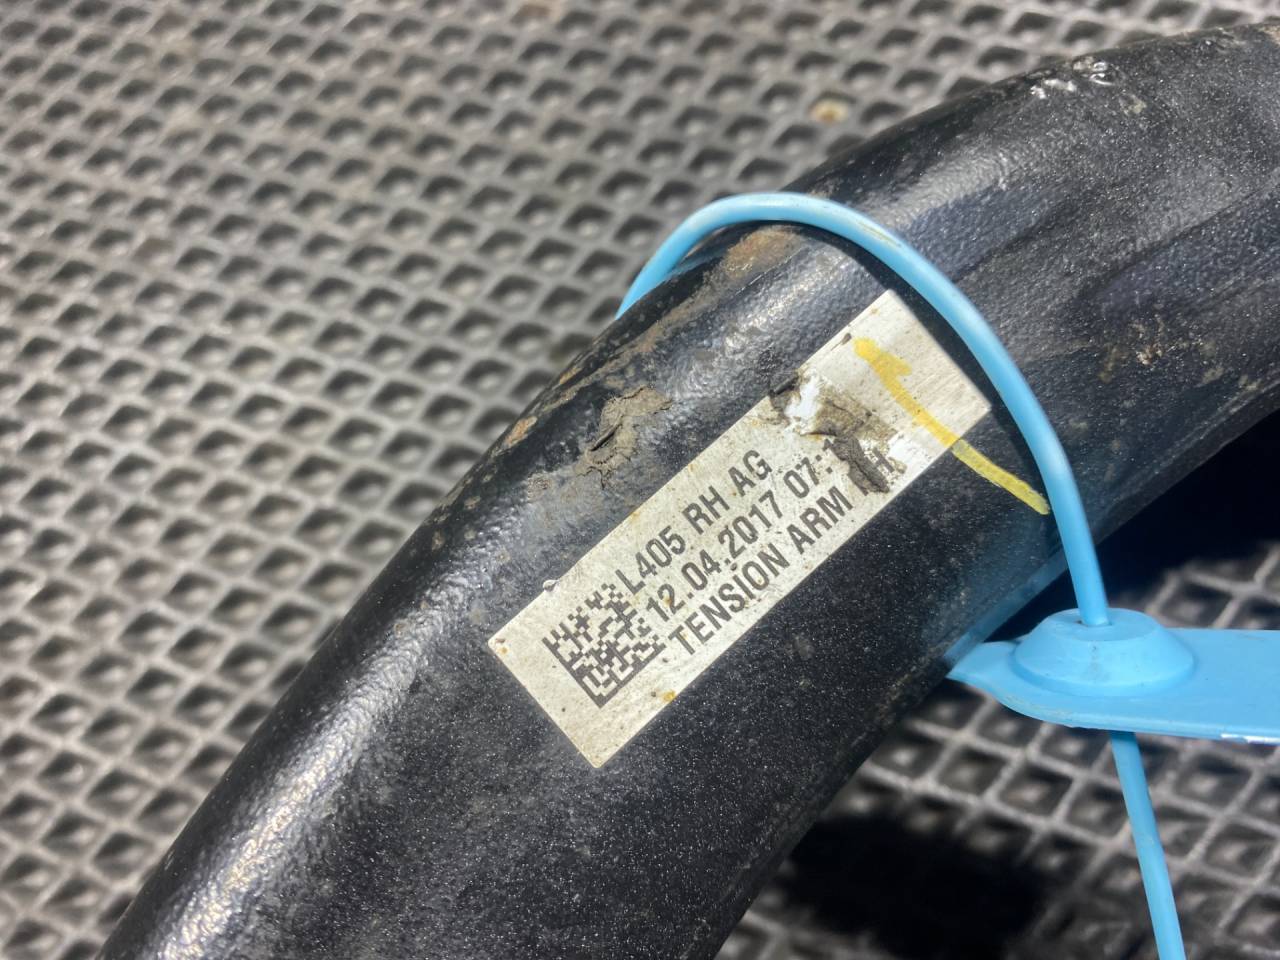 L405 RH AG
12.04.2017 07:
TENSION ARM